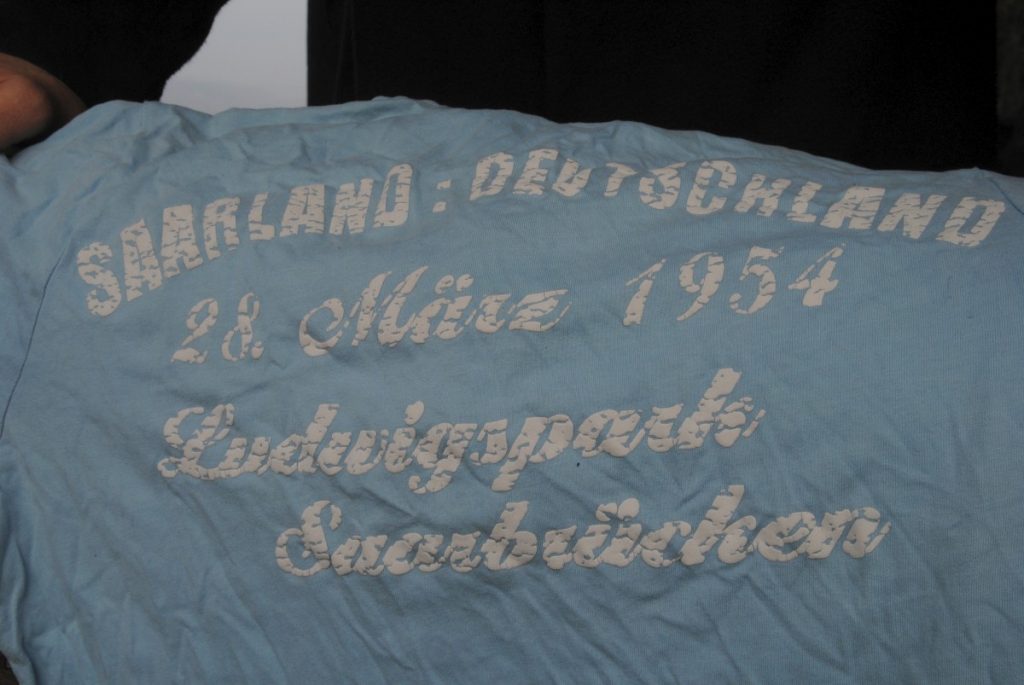 SAARLAND : DEUTSCHLAND
28. März 1954
Ludwigspark
Saarbrücken